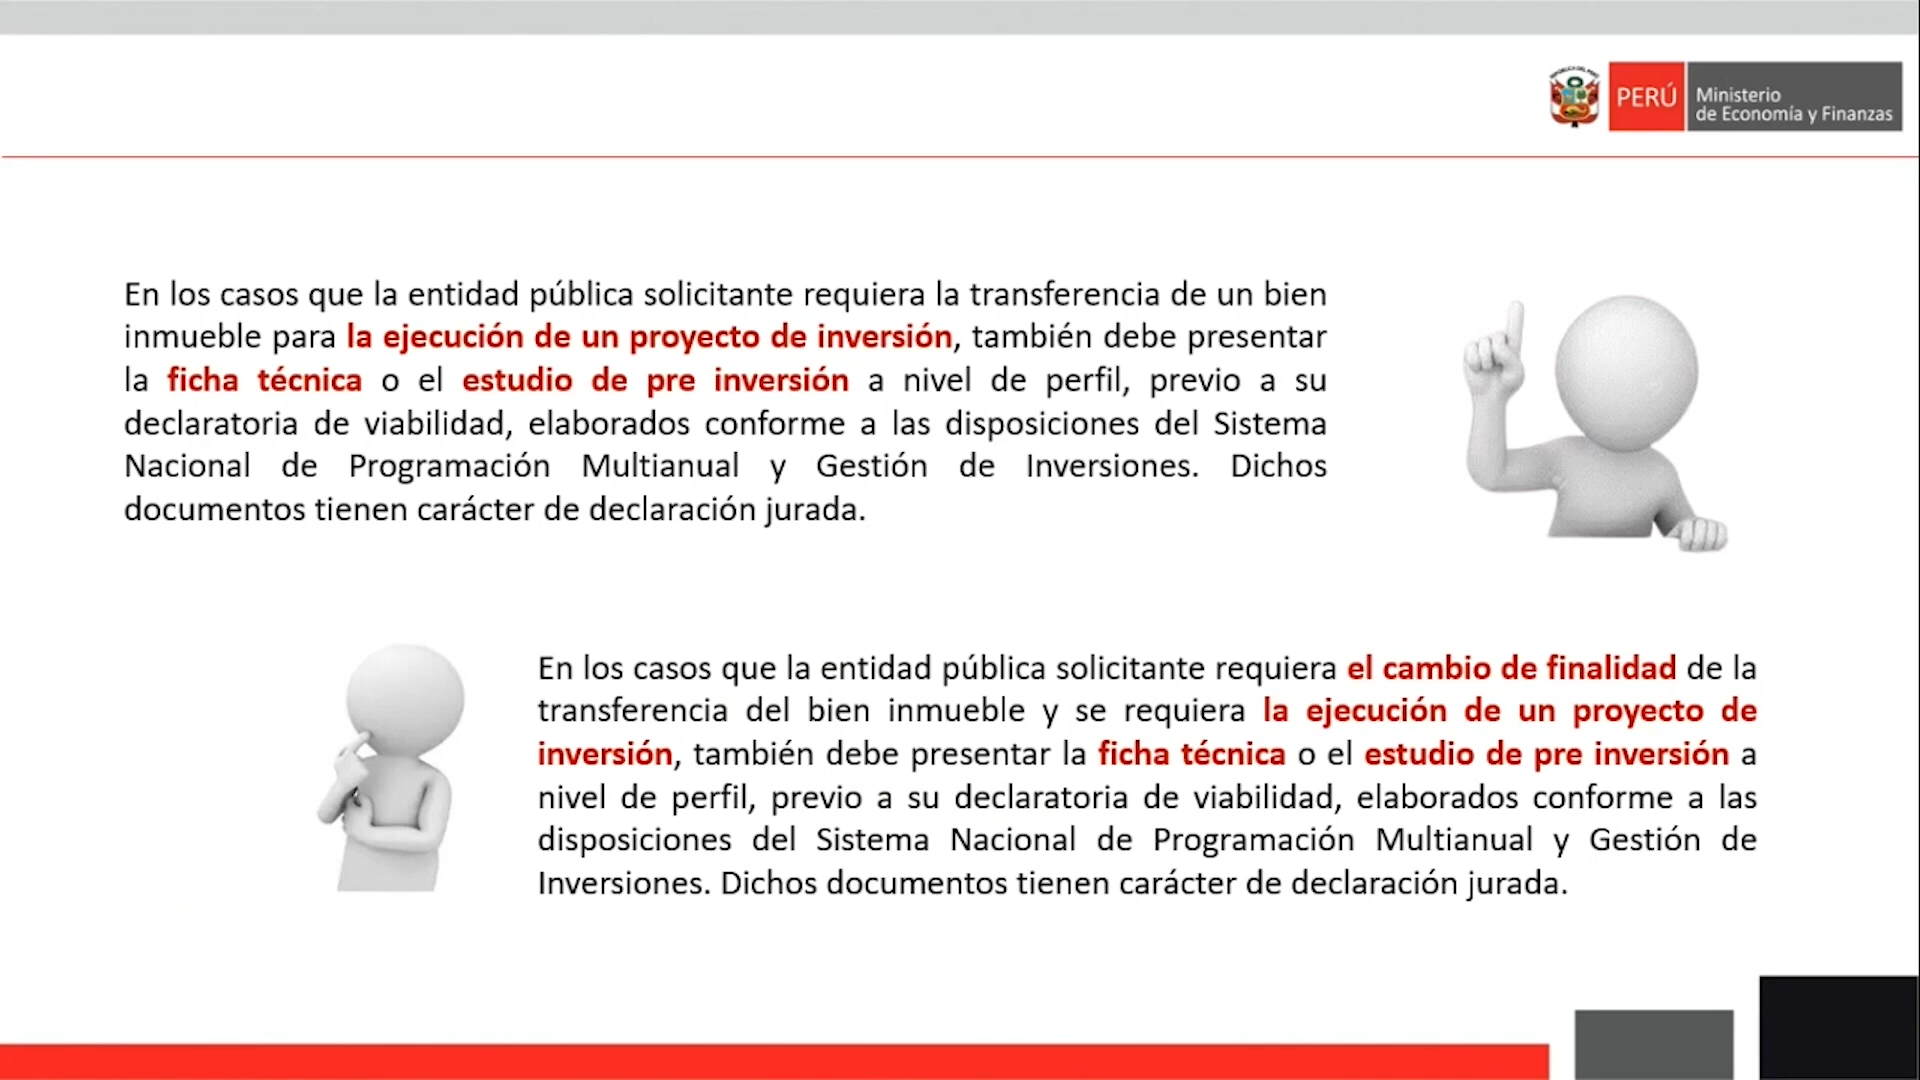 PERÚ
Ministerio
de Economía y Finanzas
En los casos que la entidad pública solicitante requiera la transferencia de un bien
inmueble para la ejecución de un proyecto de inversión, también debe presentar
la ficha técnica o el estudio de pre inversión a nivel de perfil, previo a su
declaratoria de viabilidad, elaborados conforme a las disposiciones del Sistema
Nacional de Programación Multianual y Gestión de Inversiones. Dichos
documentos tienen carácter de declaración jurada.
En los casos que la entidad pública solicitante requiera el cambio de finalidad de la
transferencia del bien inmueble y se requiera la ejecución de un proyecto de
inversión, también debe presentar la ficha técnica o el estudio de pre inversión a
nivel de perfil, previo a su declaratoria de viabilidad, elaborados conforme a las
disposiciones del Sistema Nacional de Programación Multianual y Gestión de
Inversiones. Dichos documentos tienen carácter de declaración jurada.